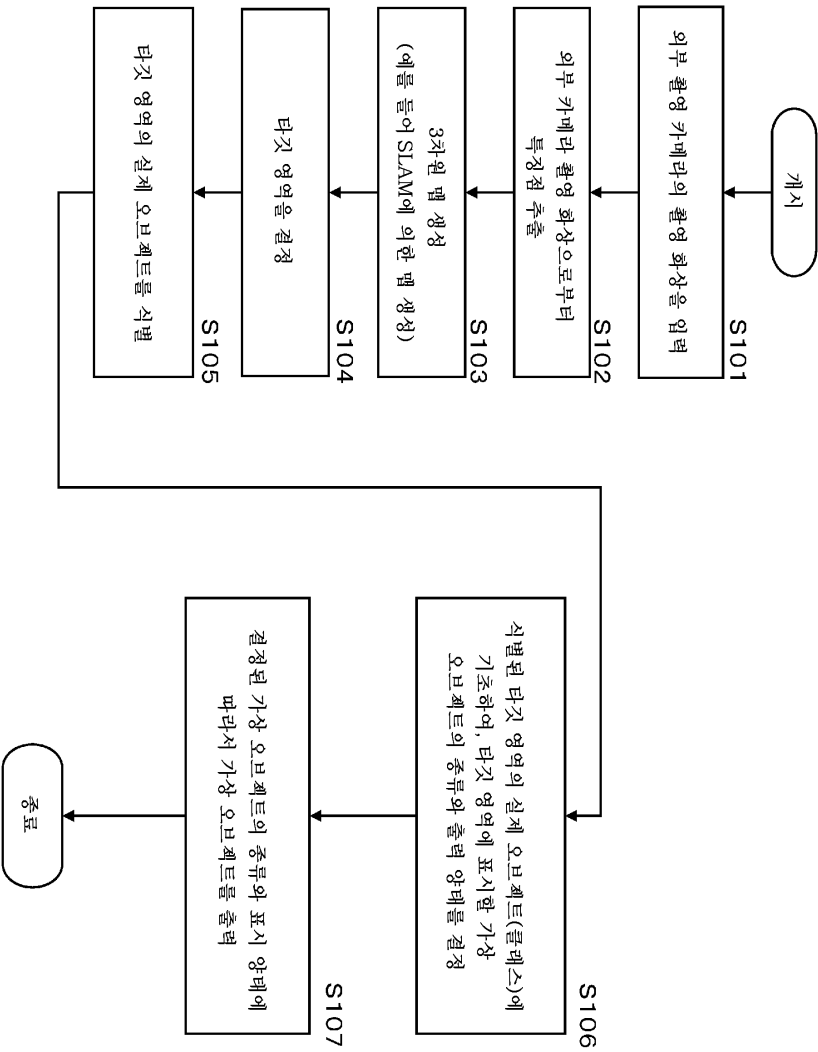 개시
S101
외부 촬영 카메라의 촬영 화상을 입력
S102
외부 카메라 촬영 화상으로부터
특징점 추출
S103
3차원 맵 생성
(예를 들어 SLAM에 의한 맵 생성)
S104
타깃 영역을 결정
S105
타깃 영역의 실제 오브젝트를 식별
S106
식별된 타깃 영역의 실제 오브젝트(클래스)에
기초하여, 타깃 영역에 표시할 가상
오브젝트의 종류와 출력 양태를 결정
S107
결정된 가상 오브젝트의 종류와 표시 양태에
따라서 가상 오브젝트를 출력
종료